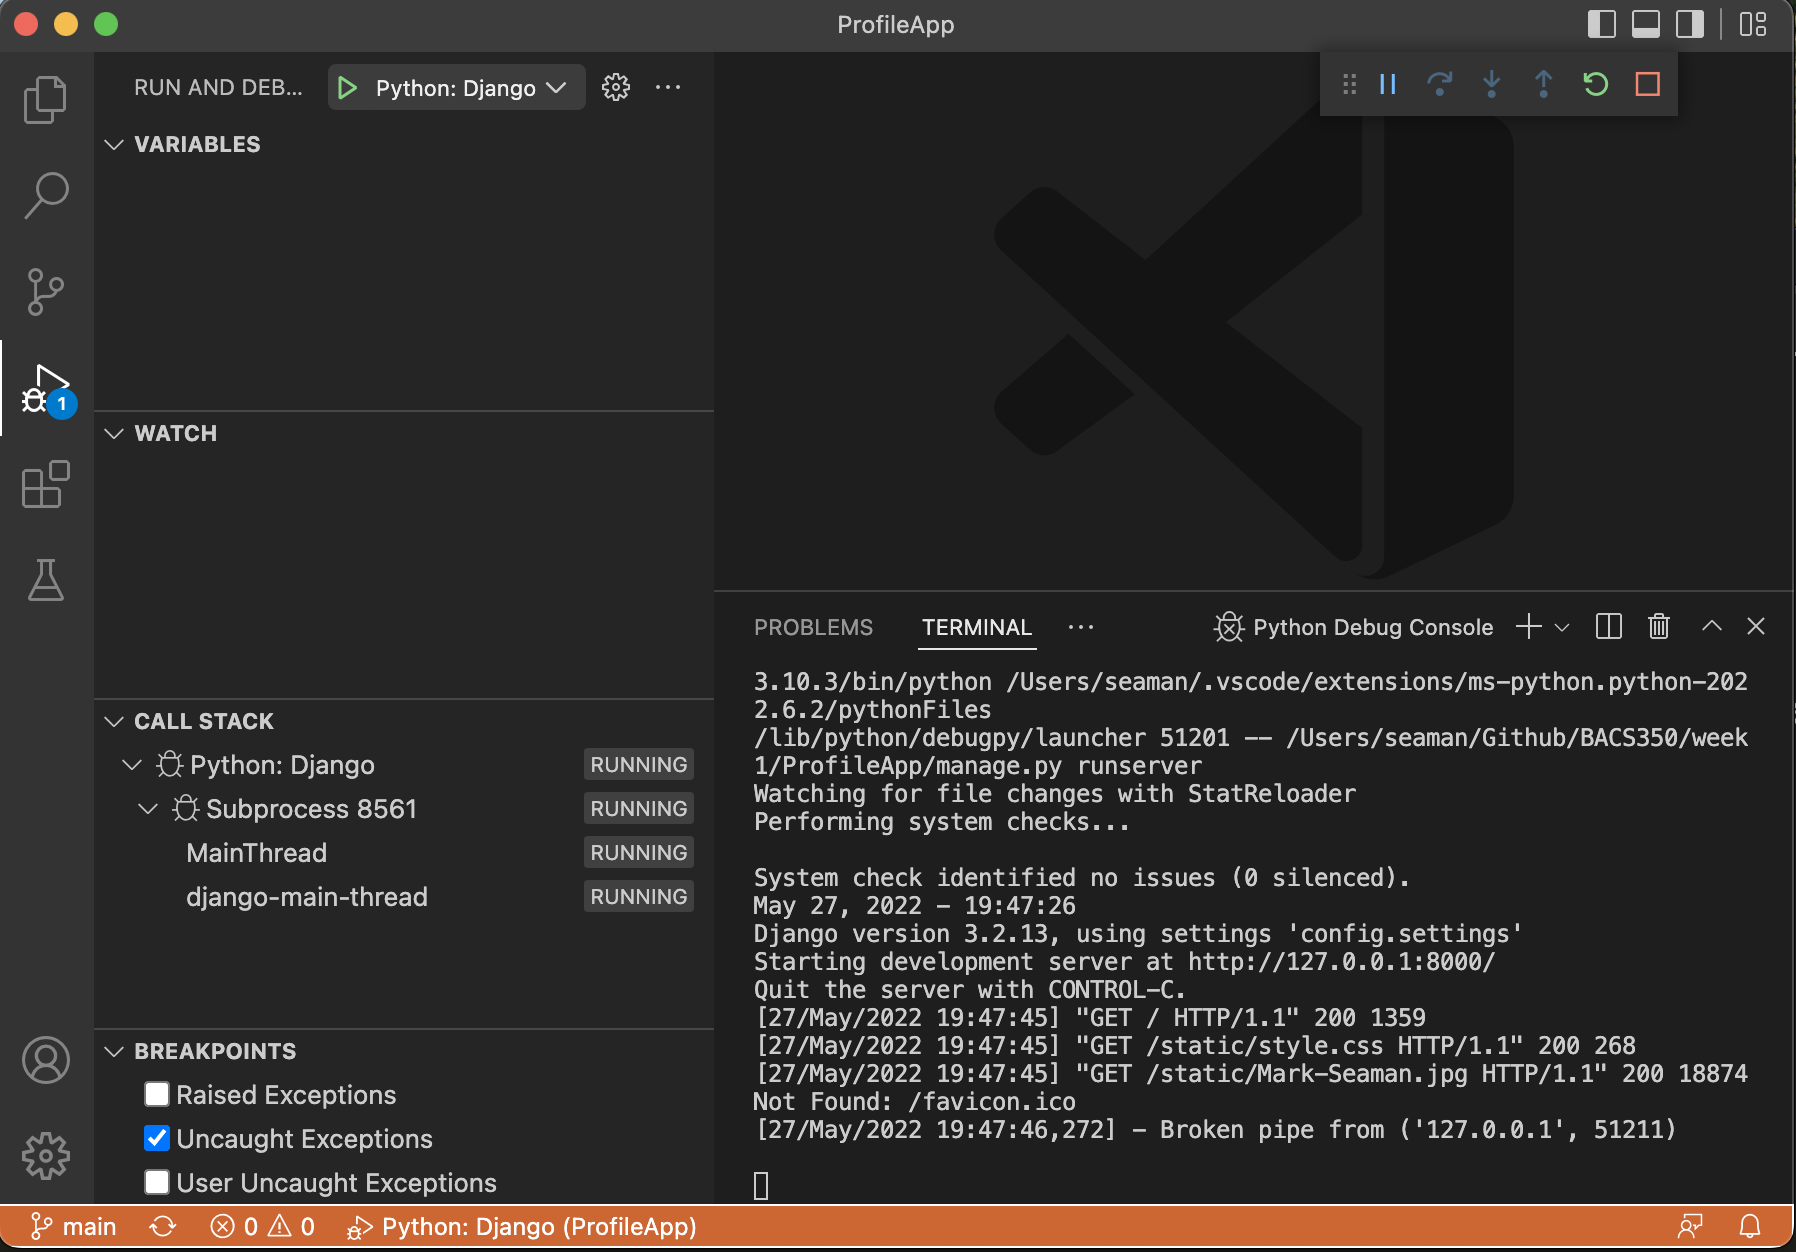 ProfileApp
RUN AND DEB...
Python: Django
VARIABLES
1
WATCH
CALL STACK
Python: Django RUNNING
Subprocess 8561 RUNNING
MainThread RUNNING
django-main-thread RUNNING
BREAKPOINTS
Raised Exceptions
Uncaught Exceptions
User Uncaught Exceptions
PROBLEMS TERMINAL Python Debug Console
3.10.3/bin/python /Users/seaman/.vscode/extensions/ms-python.python-202
2.6.2/pythonFiles
/lib/python/debugpy/launcher 51201 -- /Users/seaman/Github/BACS350/week
1/ProfileApp/manage.py runserver
Watching for file changes with StatReloader
Performing system checks...
System check identified no issues (0 silenced).
May 27, 2022 - 19:47:26
Django version 3.2.13, using settings 'config.settings'
Starting development server at http://127.0.0.1:8000/
Quit the server with CONTROL-C.
[27/May/2022 19:47:45] "GET / HTTP/1.1" 200 1359
[27/May/2022 19:47:45] "GET /static/style.css HTTP/1.1" 200 268
[27/May/2022 19:47:45] "GET /static/Mark-Seaman.jpg HTTP/1.1" 200 18874
Not Found: /favicon.ico
[27/May/2022 19:47:46,272] - Broken pipe from ('127.0.0.1', 51211)
main 0 0 Python: Django (ProfileApp)